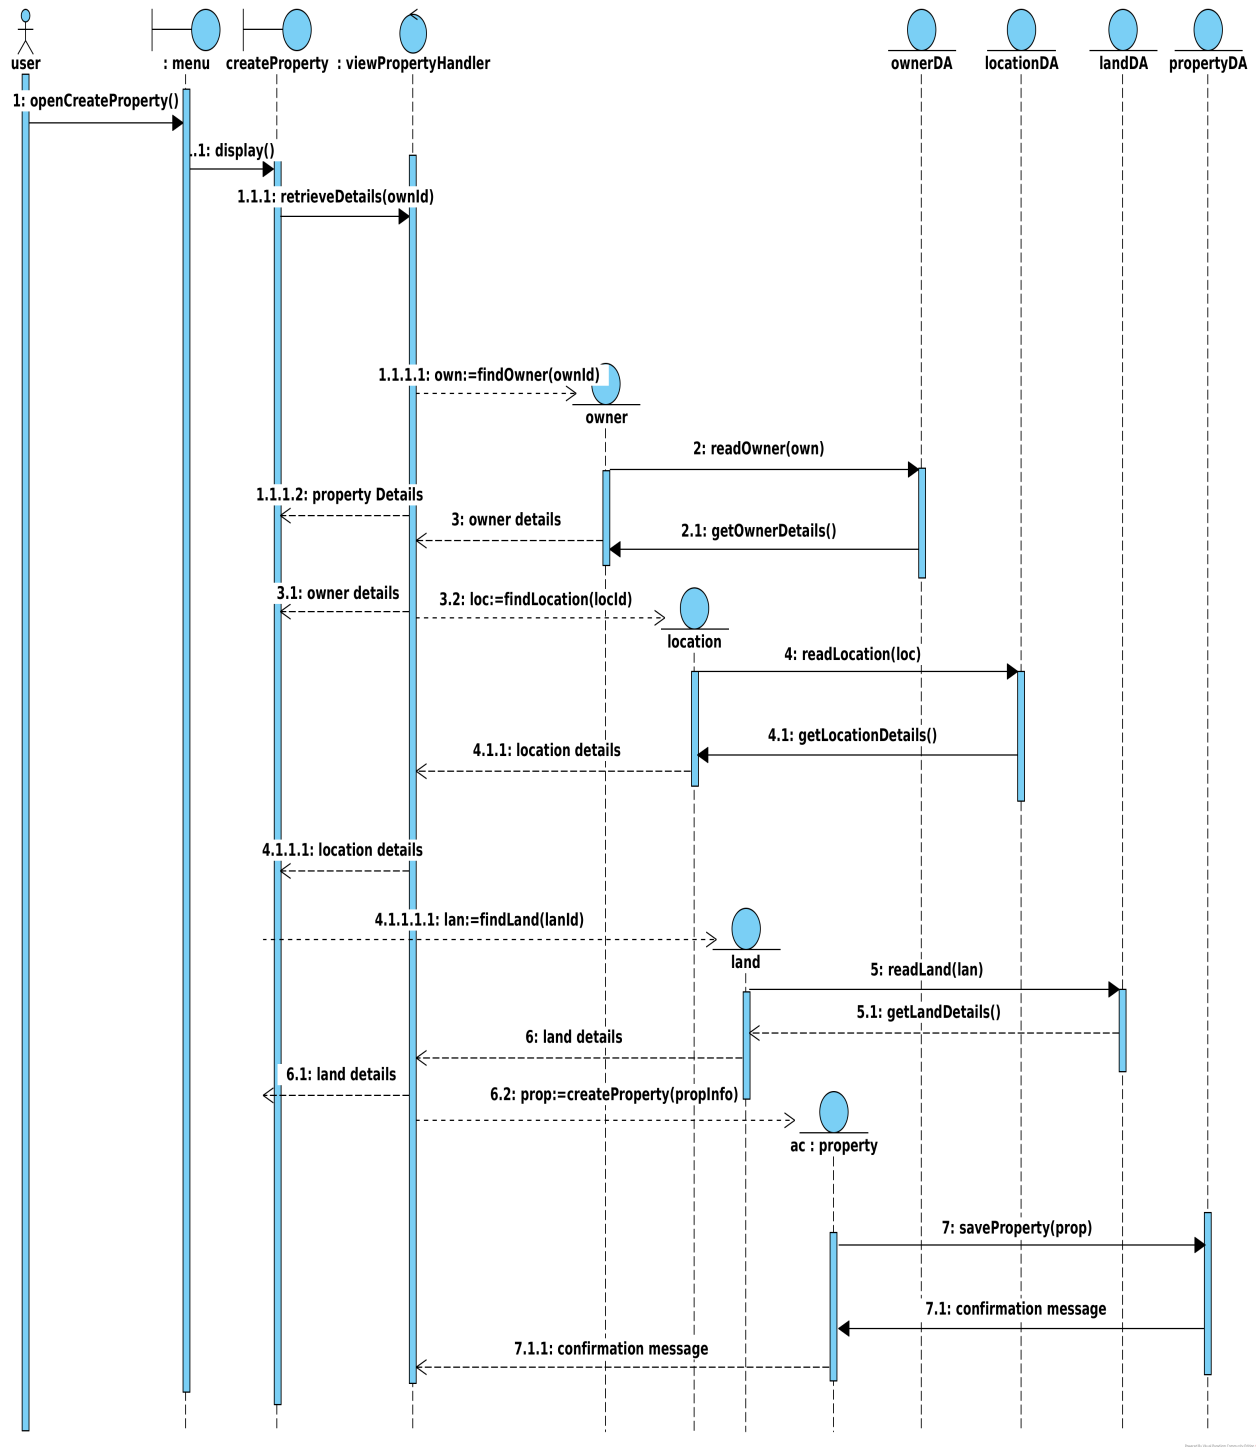 user
: menu
createProperty
: viewPropertyHandler
ownerDA
locationDA
landDA
propertyDA
1: openCreateProperty()
.1: display()
1.1.1: retrieveDetails(ownId)
1.1.1.1: own:=findOwner(ownId)
owner
2: readOwner(own)
1.1.1.2: property Details
3: owner details
2.1: getOwnerDetails()
3.1: owner details
3.2: loc:=findLocation(locId)
location
4: readLocation(loc)
4.1: getLocationDetails()
4.1.1: location details
4.1.1.1: location details
4.1.1.1.1: lan:=findLand(lanId)
land
5: readLand(lan)
5.1: getLandDetails()
6: land details
6.1: land details
6.2: prop:=createProperty(propInfo)
ac : property
7: saveProperty(prop)
7.1: confirmation message
7.1.1: confirmation message